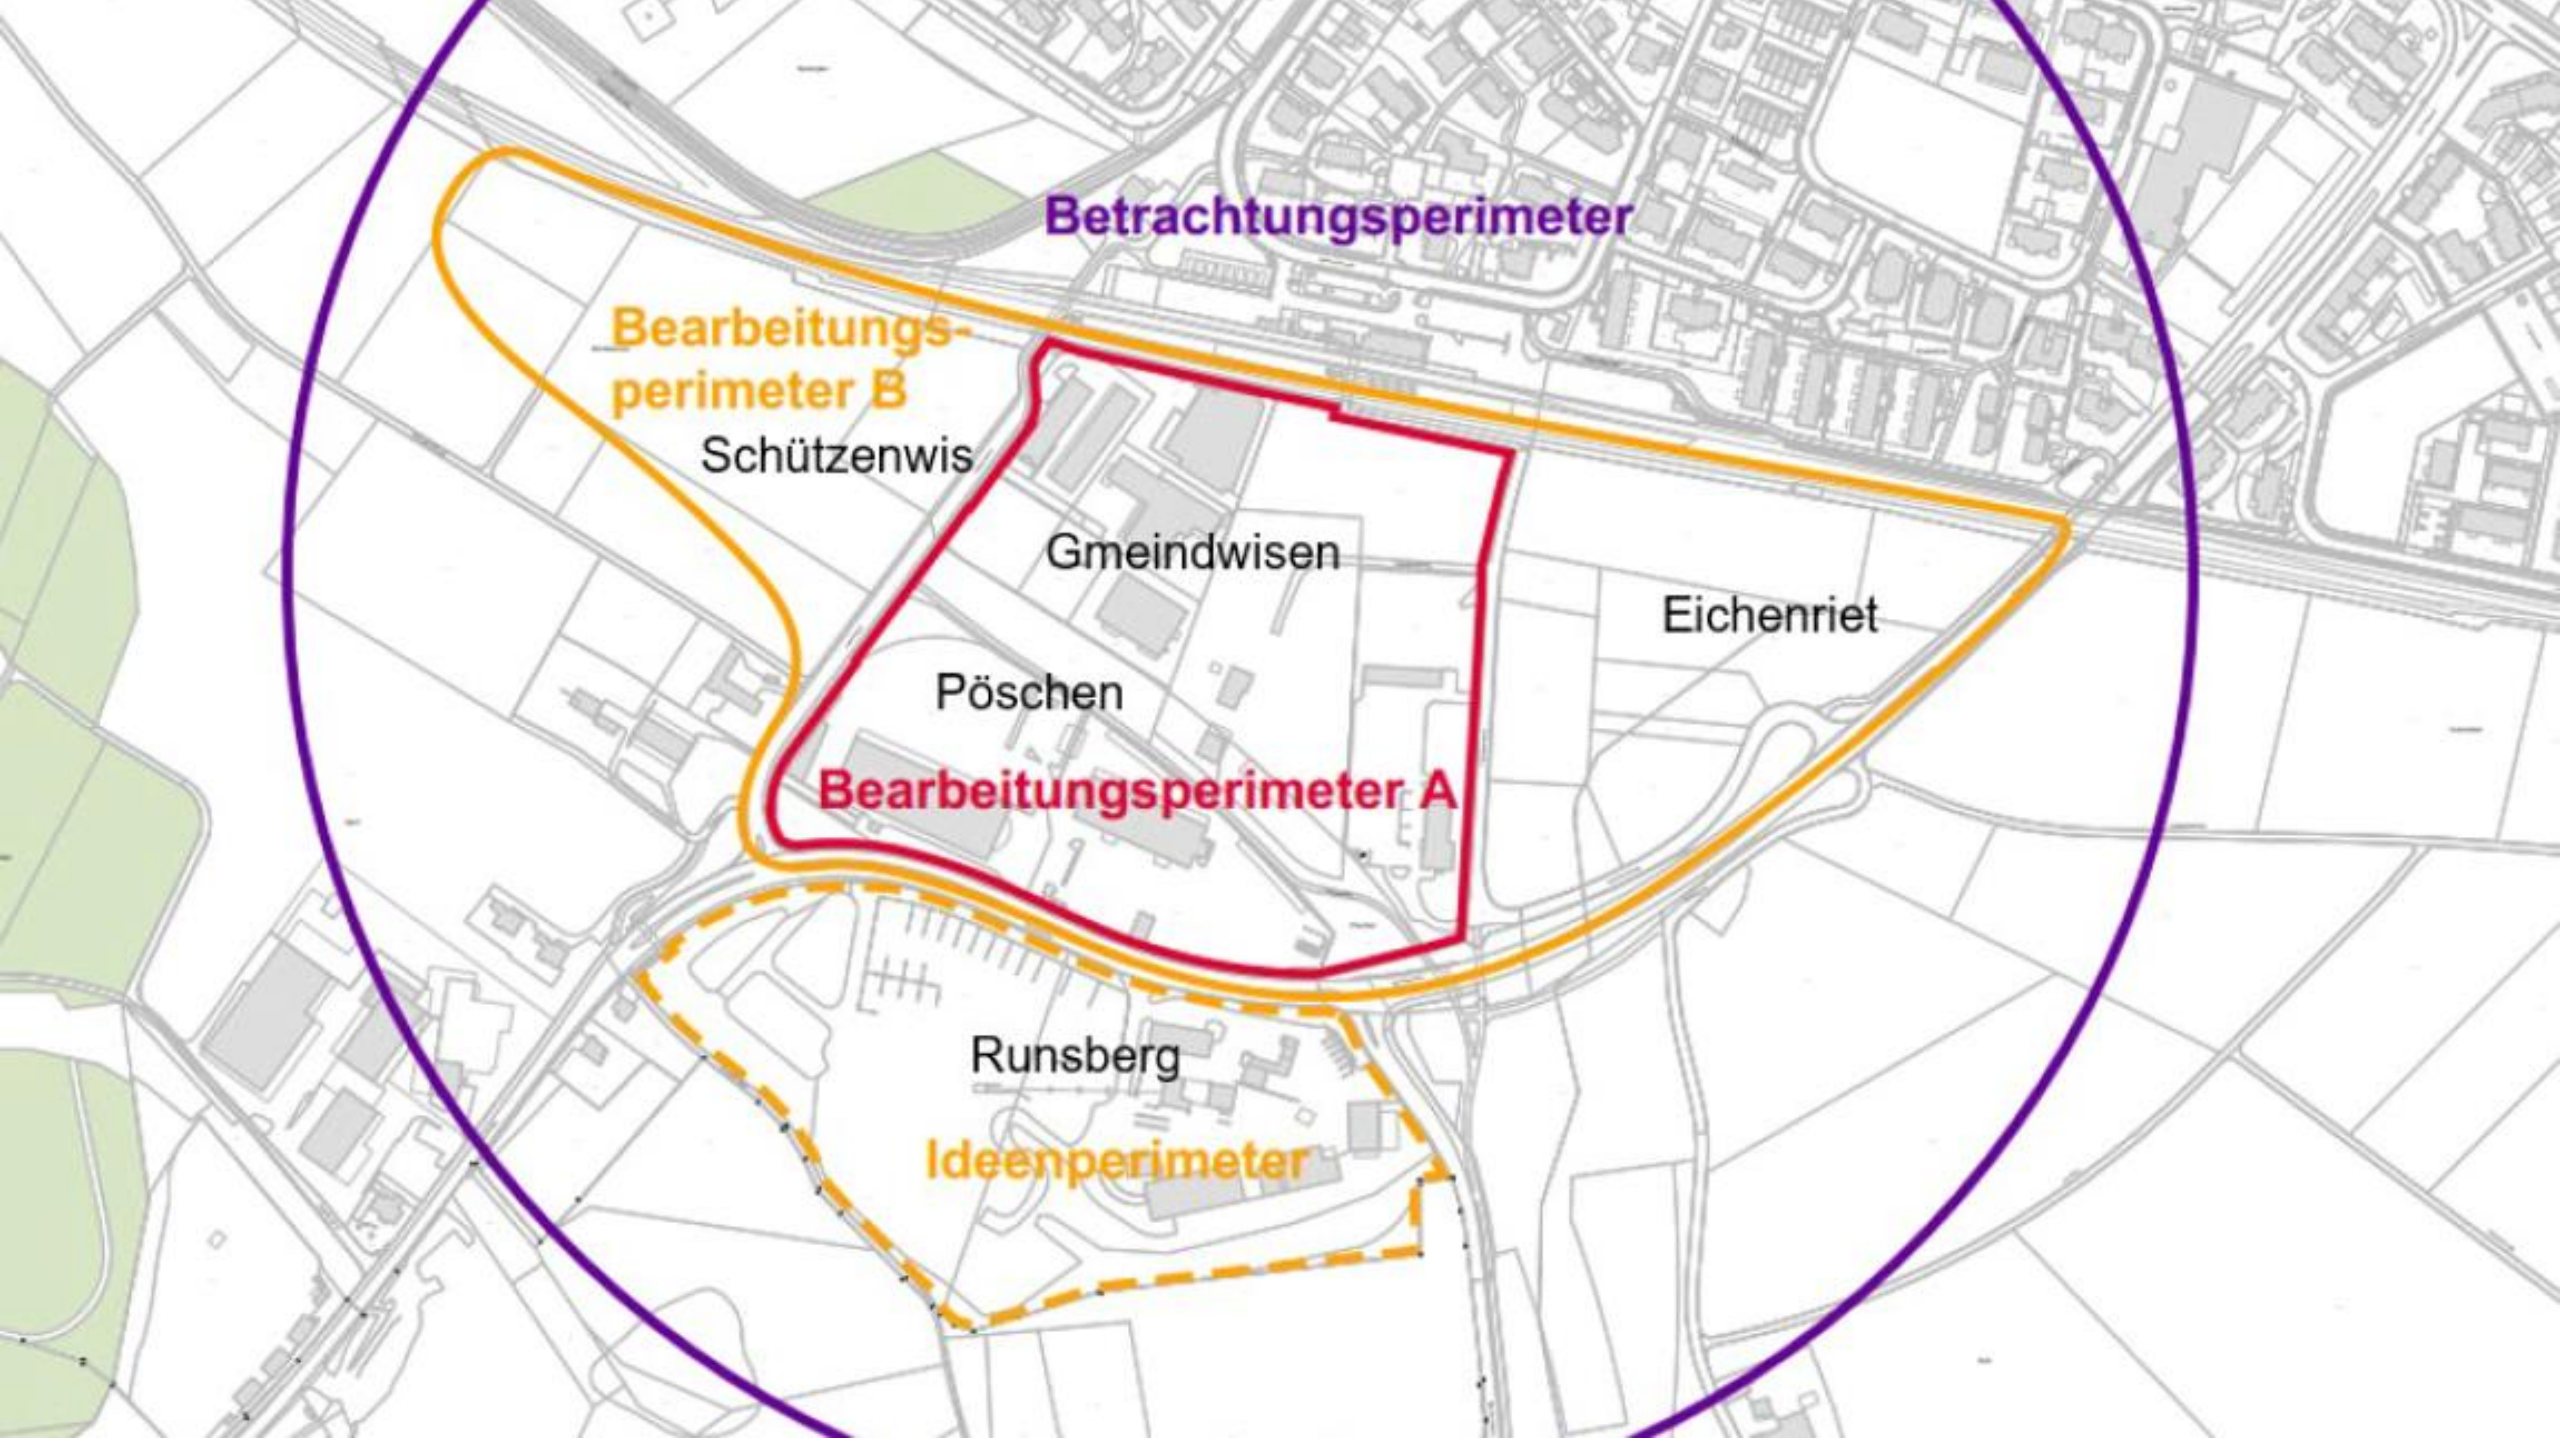 Betrachtungsperimeter
Bearbeitungs-
perimeter B
Schützenwis
Gmeindwisen
Eichenriet
Pöschen
Bearbeitungsperimeter A
Runsberg
Ideenperimeter